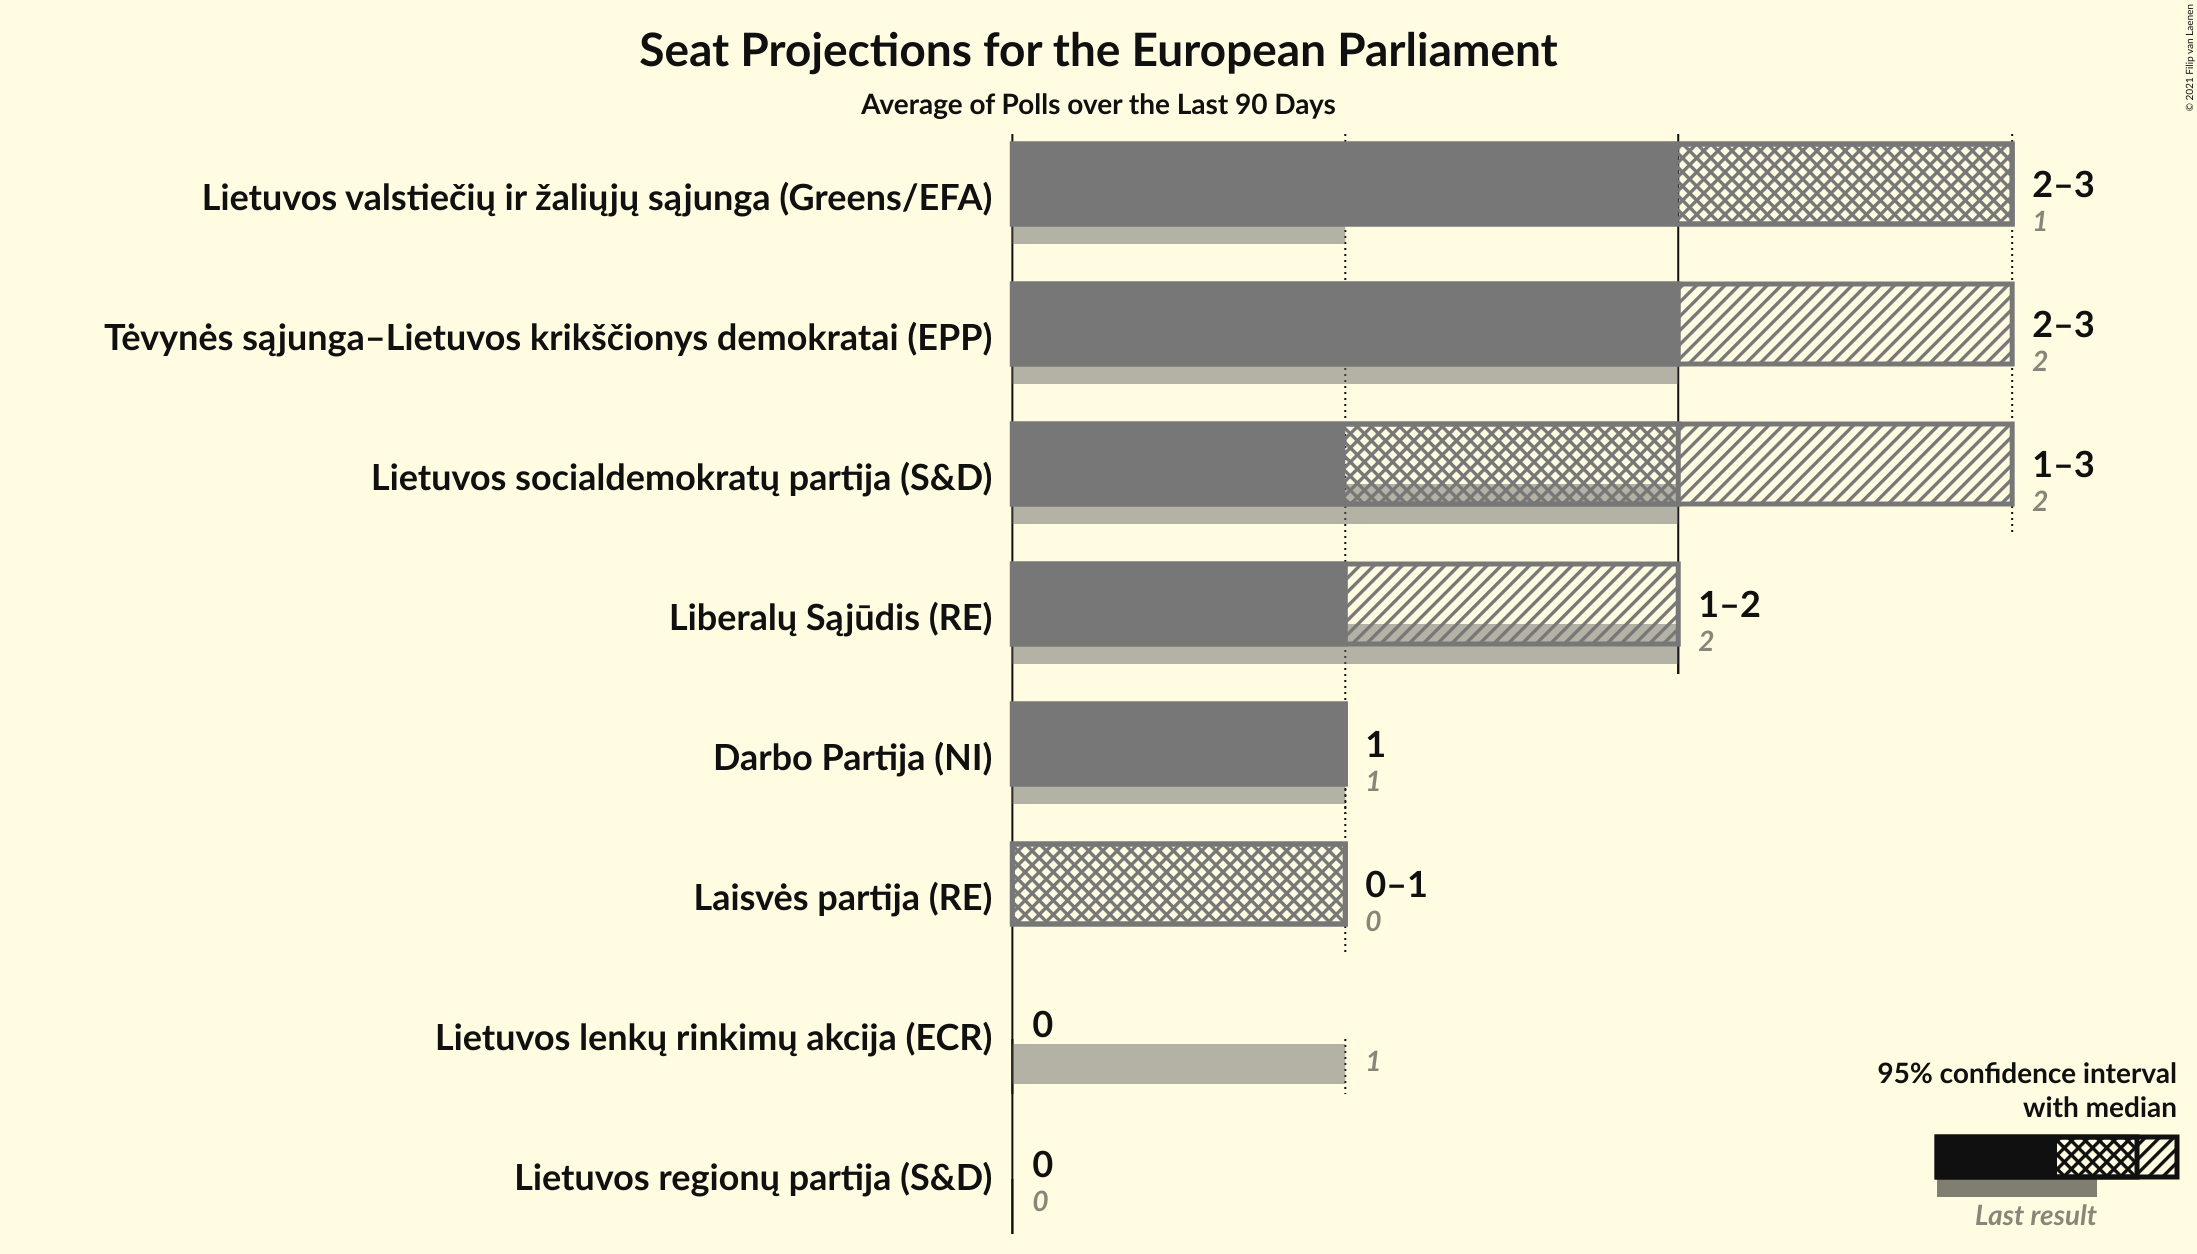 Seat Projections for the European Parliament
Average of Polls over the Last 90 Days
© 2021 Filip van Laenen
Lietuvos valstiečių ir žaliųjų sąjunga (Greens/EFA)
2–3
1
Tėvynės sąjunga–Lietuvos krikščionys demokratai (EPP)
2–3
2
Lietuvos socialdemokratų partija (S&D)
1–3
2
Liberalų Sąjūdis (RE)
1–2
2
Darbo Partija (NI)
1
1
Laisvės partija (RE)
0–1
0
Lietuvos lenkų rinkimų akcija (ECR)
0
1
Lietuvos regionų partija (S&D)
0
0
95% confidence interval
with median
Last result